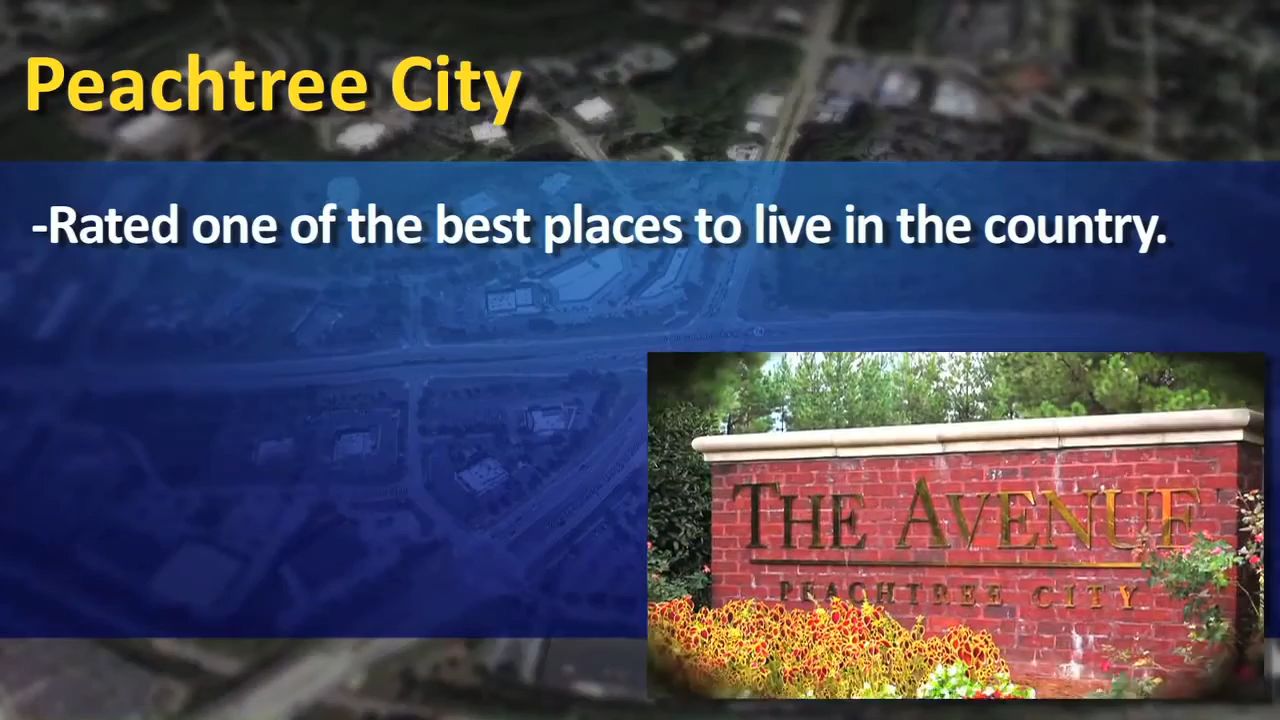 Peachtree City
-Rated one of the best places to live in the country.
THE AVENUE
PEACHTREE CITY